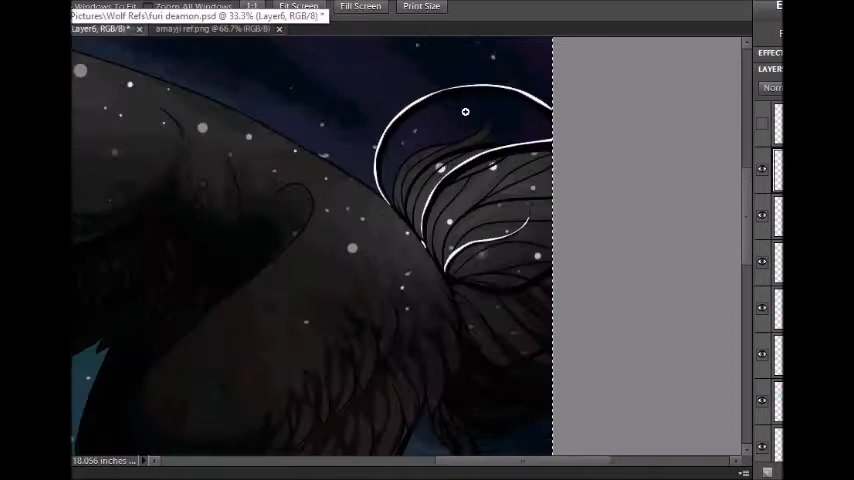 Windows To Fit All Windows 1:1 Fit Screen Fill Screen Print Size
Pictures\Wolf Refs\furi deamon.psd @ 33.3% (Layer6, RGB/8) *
Layer6, RGB/8) * × amayji ref.png @ 66.7% (RGB/8) ×
EFFECT
LAYERS
Norm
18.056 inches